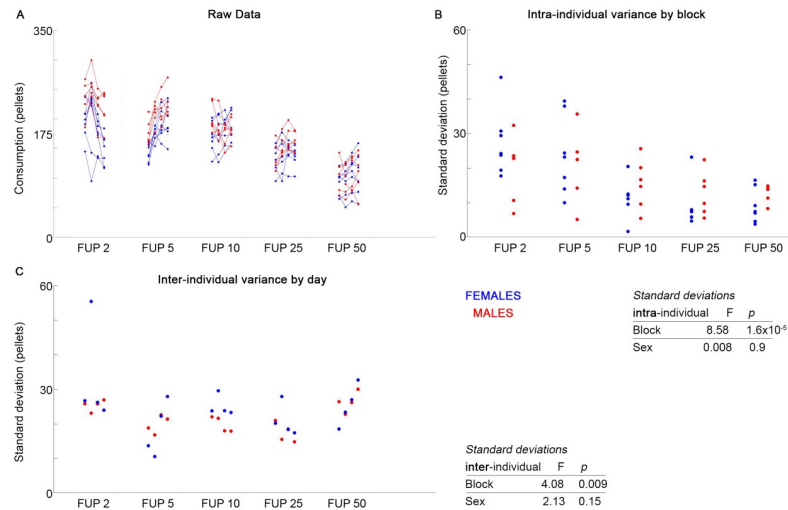 A
Raw Data
Consumption (pellets)
350
175
0
FUP 2 FUP 5 FUP 10 FUP 25 FUP 50
B
Intra-individual variance by block
Standard deviation (pellets)
60
30
0
FUP 2 FUP 5 FUP 10 FUP 25 FUP 50
C
Inter-individual variance by day
Standard deviation (pellets)
60
30
0
FUP 2 FUP 5 FUP 10 FUP 25 FUP 50
FEMALES
MALES
Standard deviations
intra-individual F p
Block 8.58 1.6x10⁻⁵
Sex 0.008 0.9
Standard deviations
inter-individual F p
Block 4.08 0.009
Sex 2.13 0.15